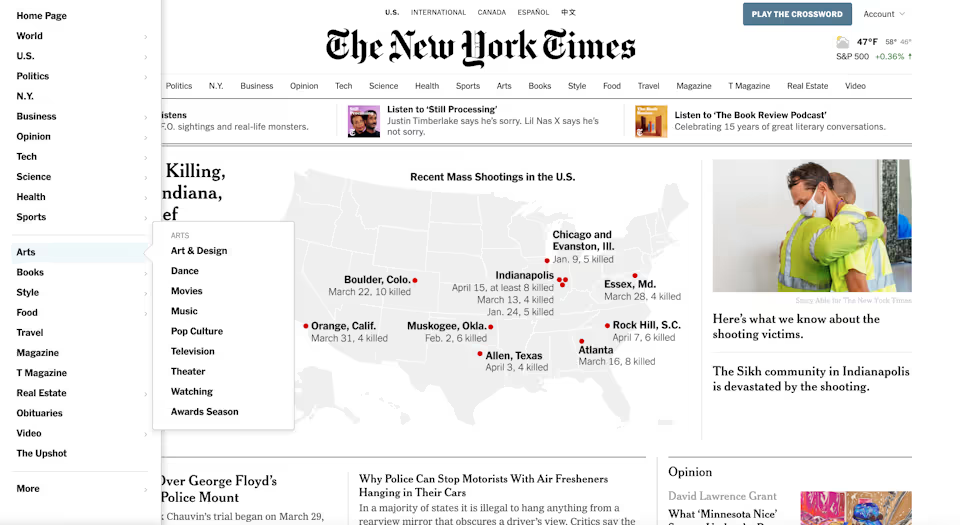 U.S. INTERNATIONAL CANADA ESPAÑOL 中文
PLAY THE CROSSWORD
Account
The New York Times
47°F 58° 46°
S&P 500 +0.36% ↑
Home Page
World
U.S.
Politics
N.Y.
Business
Opinion
Tech
Science
Health
Sports
Arts
Books
Style
Food
Travel
Magazine
T Magazine
Real Estate
Obituaries
Video
The Upshot
More
ARTS
Art & Design
Dance
Movies
Music
Pop Culture
Television
Theater
Watching
Awards Season
Politics N.Y. Business Opinion Tech Science Health Sports Arts Books Style Food Travel Magazine T Magazine Real Estate Video
istens
F.O. sightings and real-life monsters.
Listen to ‘Still Processing’
Justin Timberlake says he's sorry. Lil Nas X says he's
not sorry.
Listen to ‘The Book Review Podcast’
Celebrating 15 years of great literary conversations.
Killing,
ndiana,
ef
Recent Mass Shootings in the U.S.
Chicago and
Evanston, Ill.
Jan. 9, 5 killed
Boulder, Colo.
March 22, 10 killed
Indianapolis
April 15, at least 8 killed
March 13, 4 killed
Jan. 24, 5 killed
Essex, Md.
March 28, 4 killed
Orange, Calif.
March 31, 4 killed
Muskogee, Okla.
Feb. 2, 6 killed
Rock Hill, S.C.
April 7, 6 killed
Allen, Texas
April 3, 4 killed
Atlanta
March 16, 8 killed
Sinny Able for The New York Times
Here's what we know about the
shooting victims.
The Sikh community in Indianapolis
is devastated by the shooting.
Over George Floyd's
Police Mount
k Chauvin's trial began on March 29,
Why Police Can Stop Motorists With Air Fresheners
Hanging in Their Cars
In a majority of states it is illegal to hang anything from a
rearview mirror that obscures a driver's view. Critics say the
Opinion
David Lawrence Grant
What ‘Minnesota Nice’